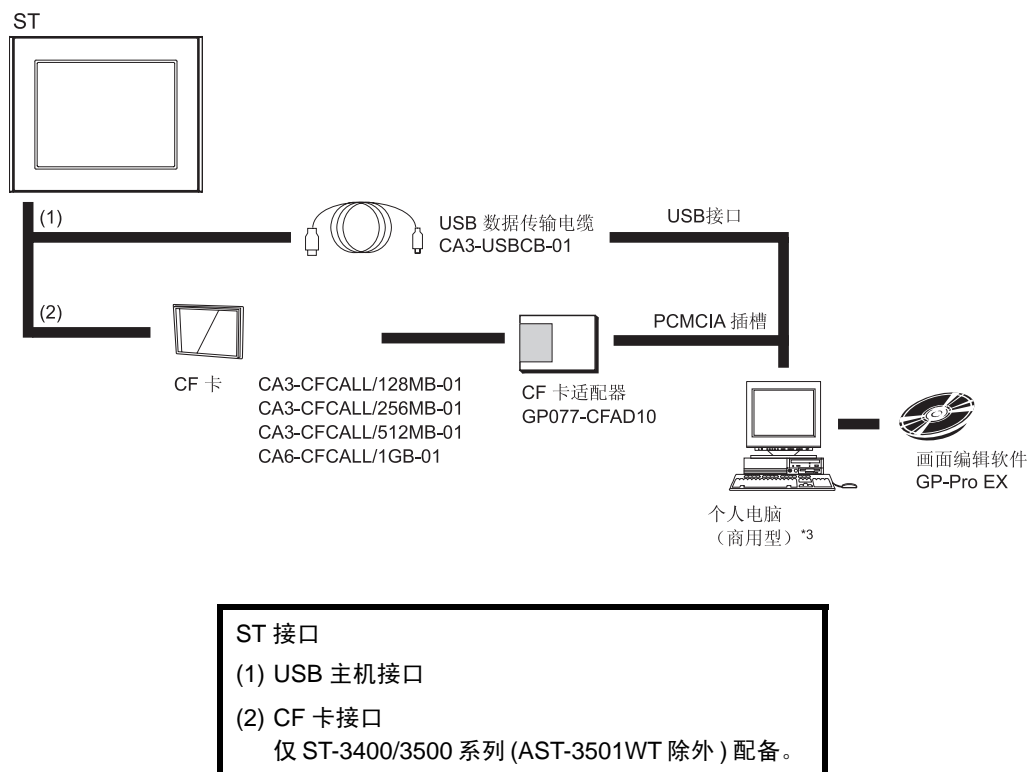 ST
(1)
USB 数据传输电缆
CA3-USBCB-01
USB接口
(2)
CF 卡
CA3-CFCALL/128MB-01
CA3-CFCALL/256MB-01
CA3-CFCALL/512MB-01
CA6-CFCALL/1GB-01
CF 卡适配器
GP077-CFAD10
PCMCIA 插槽
个人电脑
（商用型）*3
画面编辑软件
GP-Pro EX
ST 接口
(1) USB 主机接口
(2) CF 卡接口
仅 ST-3400/3500 系列 (AST-3501WT 除外 ) 配备。